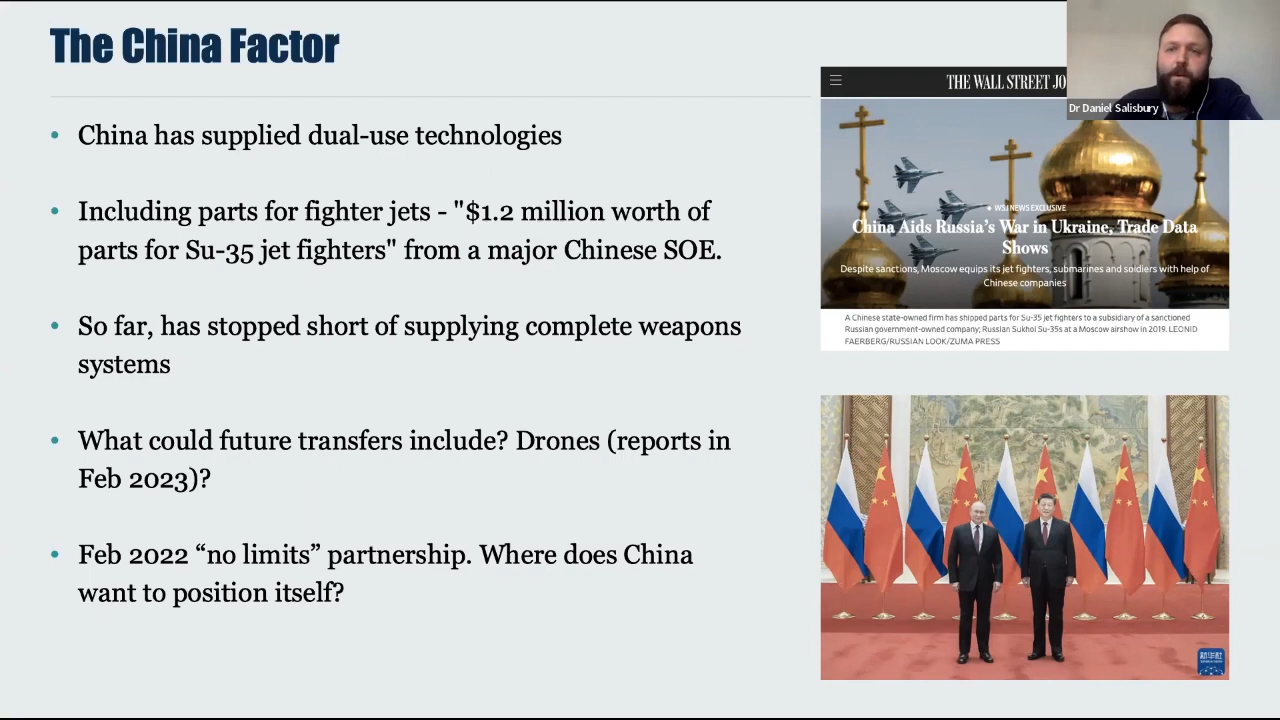 The China Factor
• China has supplied dual-use technologies
• Including parts for fighter jets - "$1.2 million worth of
parts for Su-35 jet fighters" from a major Chinese SOE.
• So far, has stopped short of supplying complete weapons
systems
• What could future transfers include? Drones (reports in
Feb 2023)?
• Feb 2022 “no limits” partnership. Where does China
want to position itself?
THE WALL STREET JO
Dr Daniel Salisbury
WSJ NEWS EXCLUSIVE
China Aids Russia’s War in Ukraine, Trade Data
Shows
Despite sanctions, Moscow equips its jet fighters, submarines and soldiers with help of
Chinese companies
A Chinese state-owned firm has shipped parts for Su-35 jet fighters to a subsidiary of a sanctioned
Russian government-owned company; Russian Sukhoi Su-35s at a Moscow airshow in 2019. LEONID
FAERBERG/RUSSIAN LOOK/ZUMA PRESS
新华社